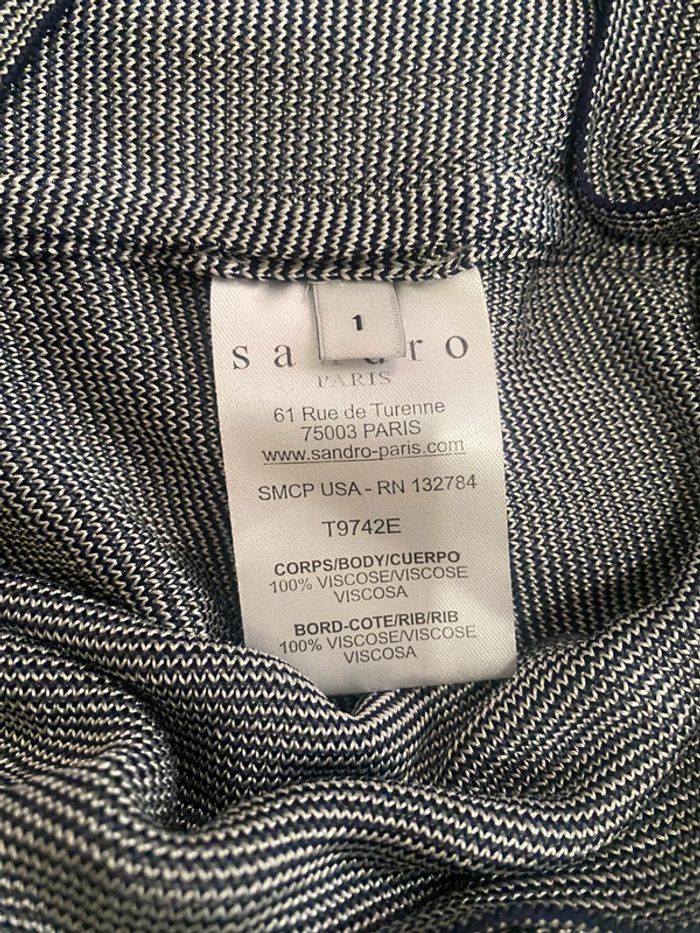 1
sandro
PARIS
61 Rue de Turenne
75003 PARIS
www.sandro-paris.com
SMCP USA - RN 132784
T9742E
CORPS/BODY/CUERPO
100% VISCOSE/VISCOSE
VISCOSA
BORD-COTE/RIB/RIB
100% VISCOSE/VISCOSE
VISCOSA